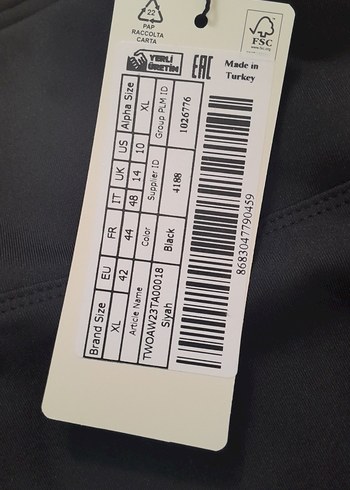 22
PAP
RACCOLTA
CARTA
FSC
YERLİ
ÜRETİM
EAC
Made in
Turkey
Brand Size EU FR IT UK US Alpha Size
XL 42 44 48 14 10 XL
Article Name Color Supplier ID Group PLM ID
TWOAW23TA00018 Black 4188 1026776
Siyah
8683047790459